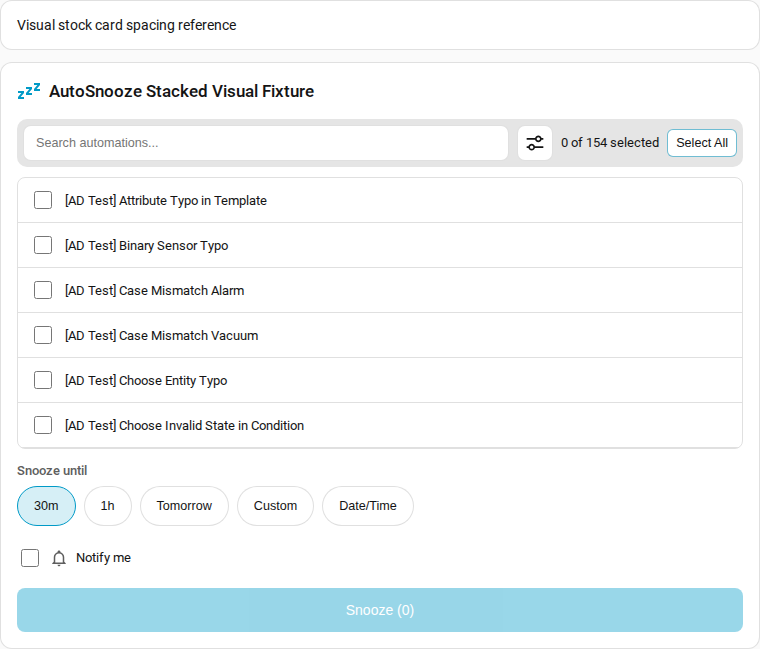 Visual stock card spacing reference
AutoSnooze Stacked Visual Fixture
Search automations...
0 of 154 selected
Select All
[AD Test] Attribute Typo in Template
[AD Test] Binary Sensor Typo
[AD Test] Case Mismatch Alarm
[AD Test] Case Mismatch Vacuum
[AD Test] Choose Entity Typo
[AD Test] Choose Invalid State in Condition
Snooze until
30m
1h
Tomorrow
Custom
Date/Time
Notify me
Snooze (0)